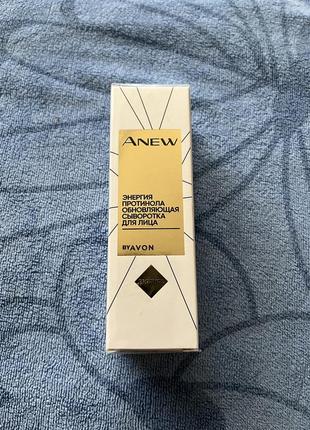 ANEW
ЭНЕРГИЯ
ПРОТИНОЛА
ОБНОВЛЯЮЩАЯ
СЫВОРОТКА
ДЛЯ ЛИЦА
BY AVON